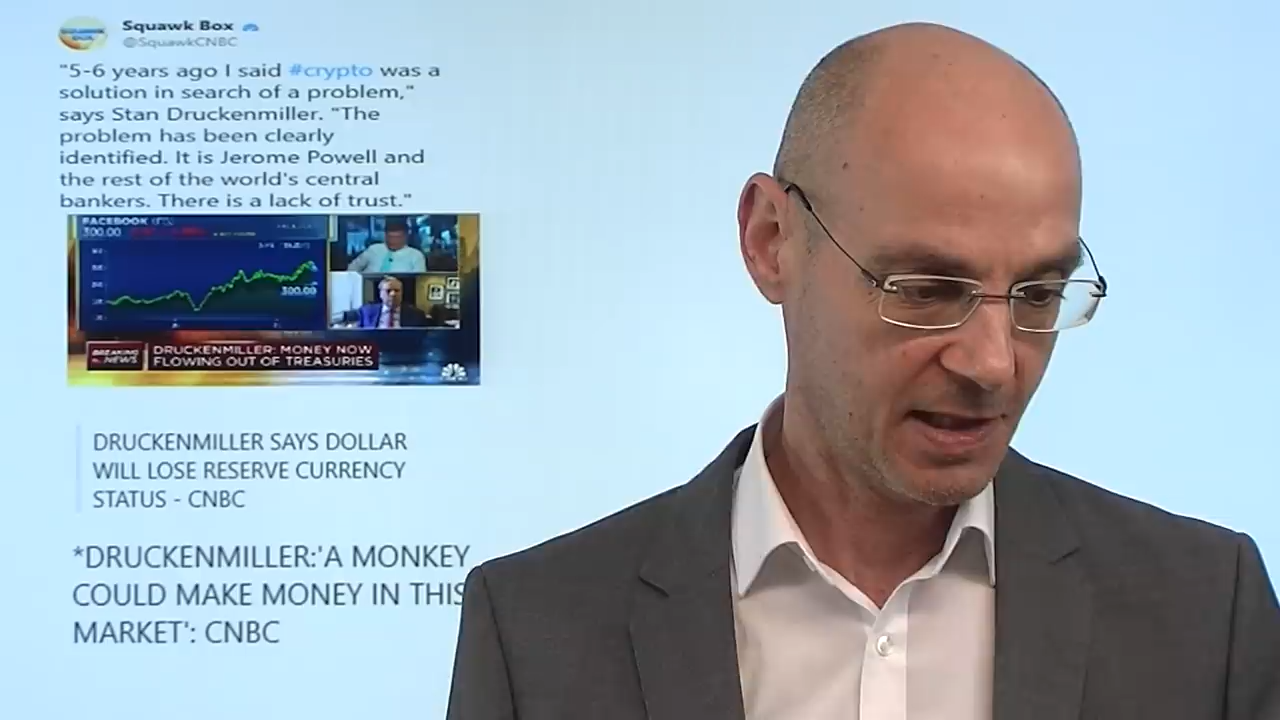 Squawk Box
@SquawkCNBC
"5-6 years ago I said #crypto was a
solution in search of a problem,"
says Stan Druckenmiller. "The
problem has been clearly
identified. It is Jerome Powell and
the rest of the world's central
bankers. There is a lack of trust."
FACEBOOK
300.00
300.00
BREAKING NEWS
DRUCKENMILLER: MONEY NOW
FLOWING OUT OF TREASURIES
DRUCKENMILLER SAYS DOLLAR
WILL LOSE RESERVE CURRENCY
STATUS - CNBC
*DRUCKENMILLER:'A MONKEY
COULD MAKE MONEY IN THIS
MARKET': CNBC